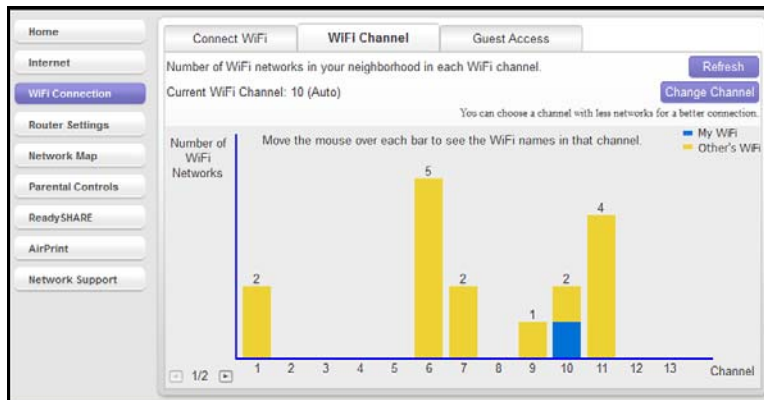 Home
Internet
WiFi Connection
Router Settings
Network Map
Parental Controls
ReadySHARE
AirPrint
Network Support
Connect WiFi
WiFi Channel
Guest Access
Number of WiFi networks in your neighborhood in each WiFi channel.
Refresh
Current WiFi Channel: 10 (Auto)
Change Channel
You can choose a channel with less networks for a better connection.
Number of
WiFi
Networks
Move the mouse over each bar to see the WiFi names in that channel.
My WiFi
Other's WiFi
2 5 2 1 2 4
1 2 3 4 5 6 7 8 9 10 11 12 13 Channel
1/2